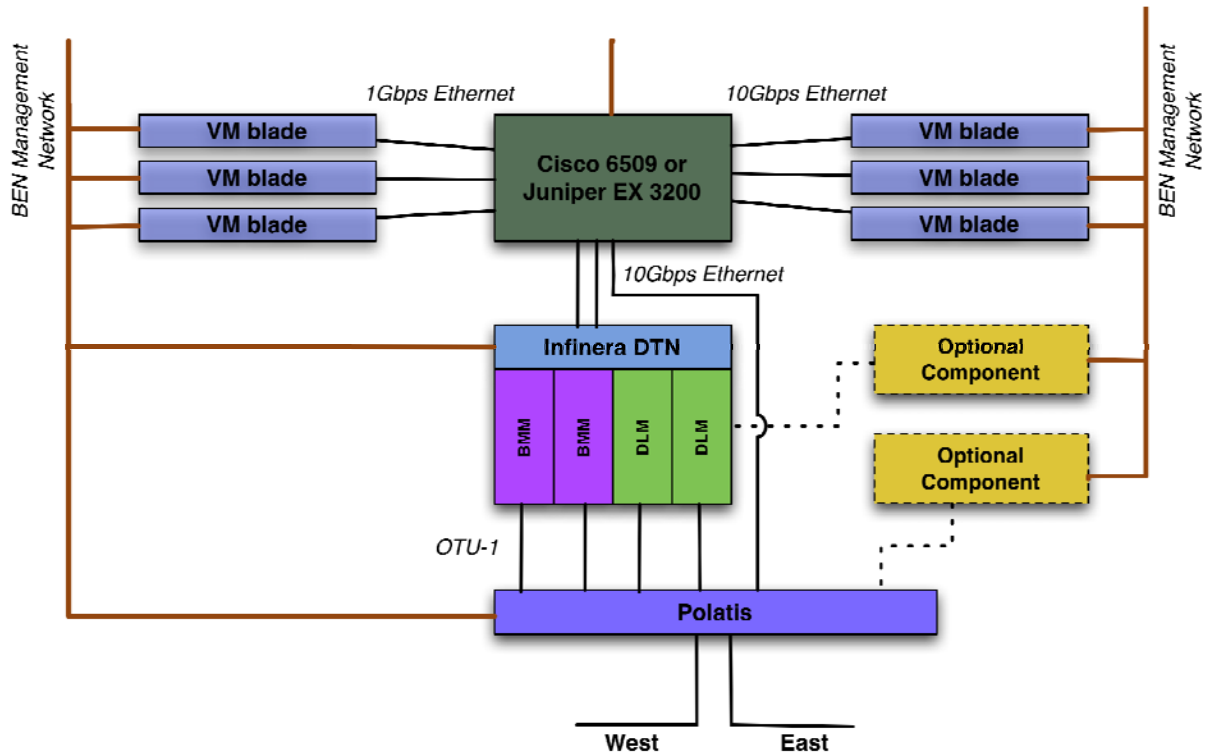 BEN Management
Network
1Gbps Ethernet
10Gbps Ethernet
BEN Management
Network
VM blade
VM blade
VM blade
Cisco 6509 or
Juniper EX 3200
VM blade
VM blade
VM blade
10Gbps Ethernet
Infinera DTN
BMM
BMM
DLM
DLM
Optional
Component
Optional
Component
OTU-1
Polatis
West
East